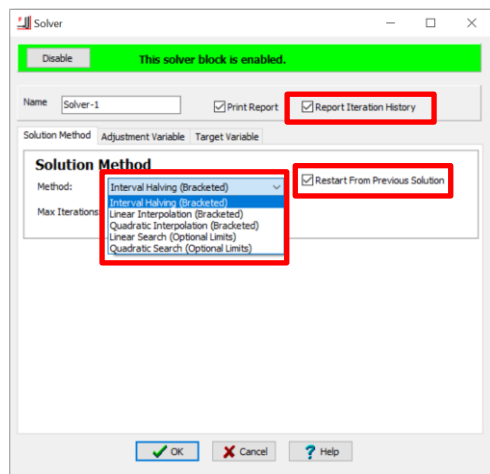 Solver
Disable This solver block is enabled.
Name Solver-1 Print Report Report Iteration History
Solution Method Adjustment Variable Target Variable
Solution Method
Method: Interval Halving (Bracketed) Restart From Previous Solution
Interval Halving (Bracketed)
Max Iterations Linear Interpolation (Bracketed)
Quadratic Interpolation (Bracketed)
Linear Search (Optional Limits)
Quadratic Search (Optional Limits)
OK Cancel ? Help